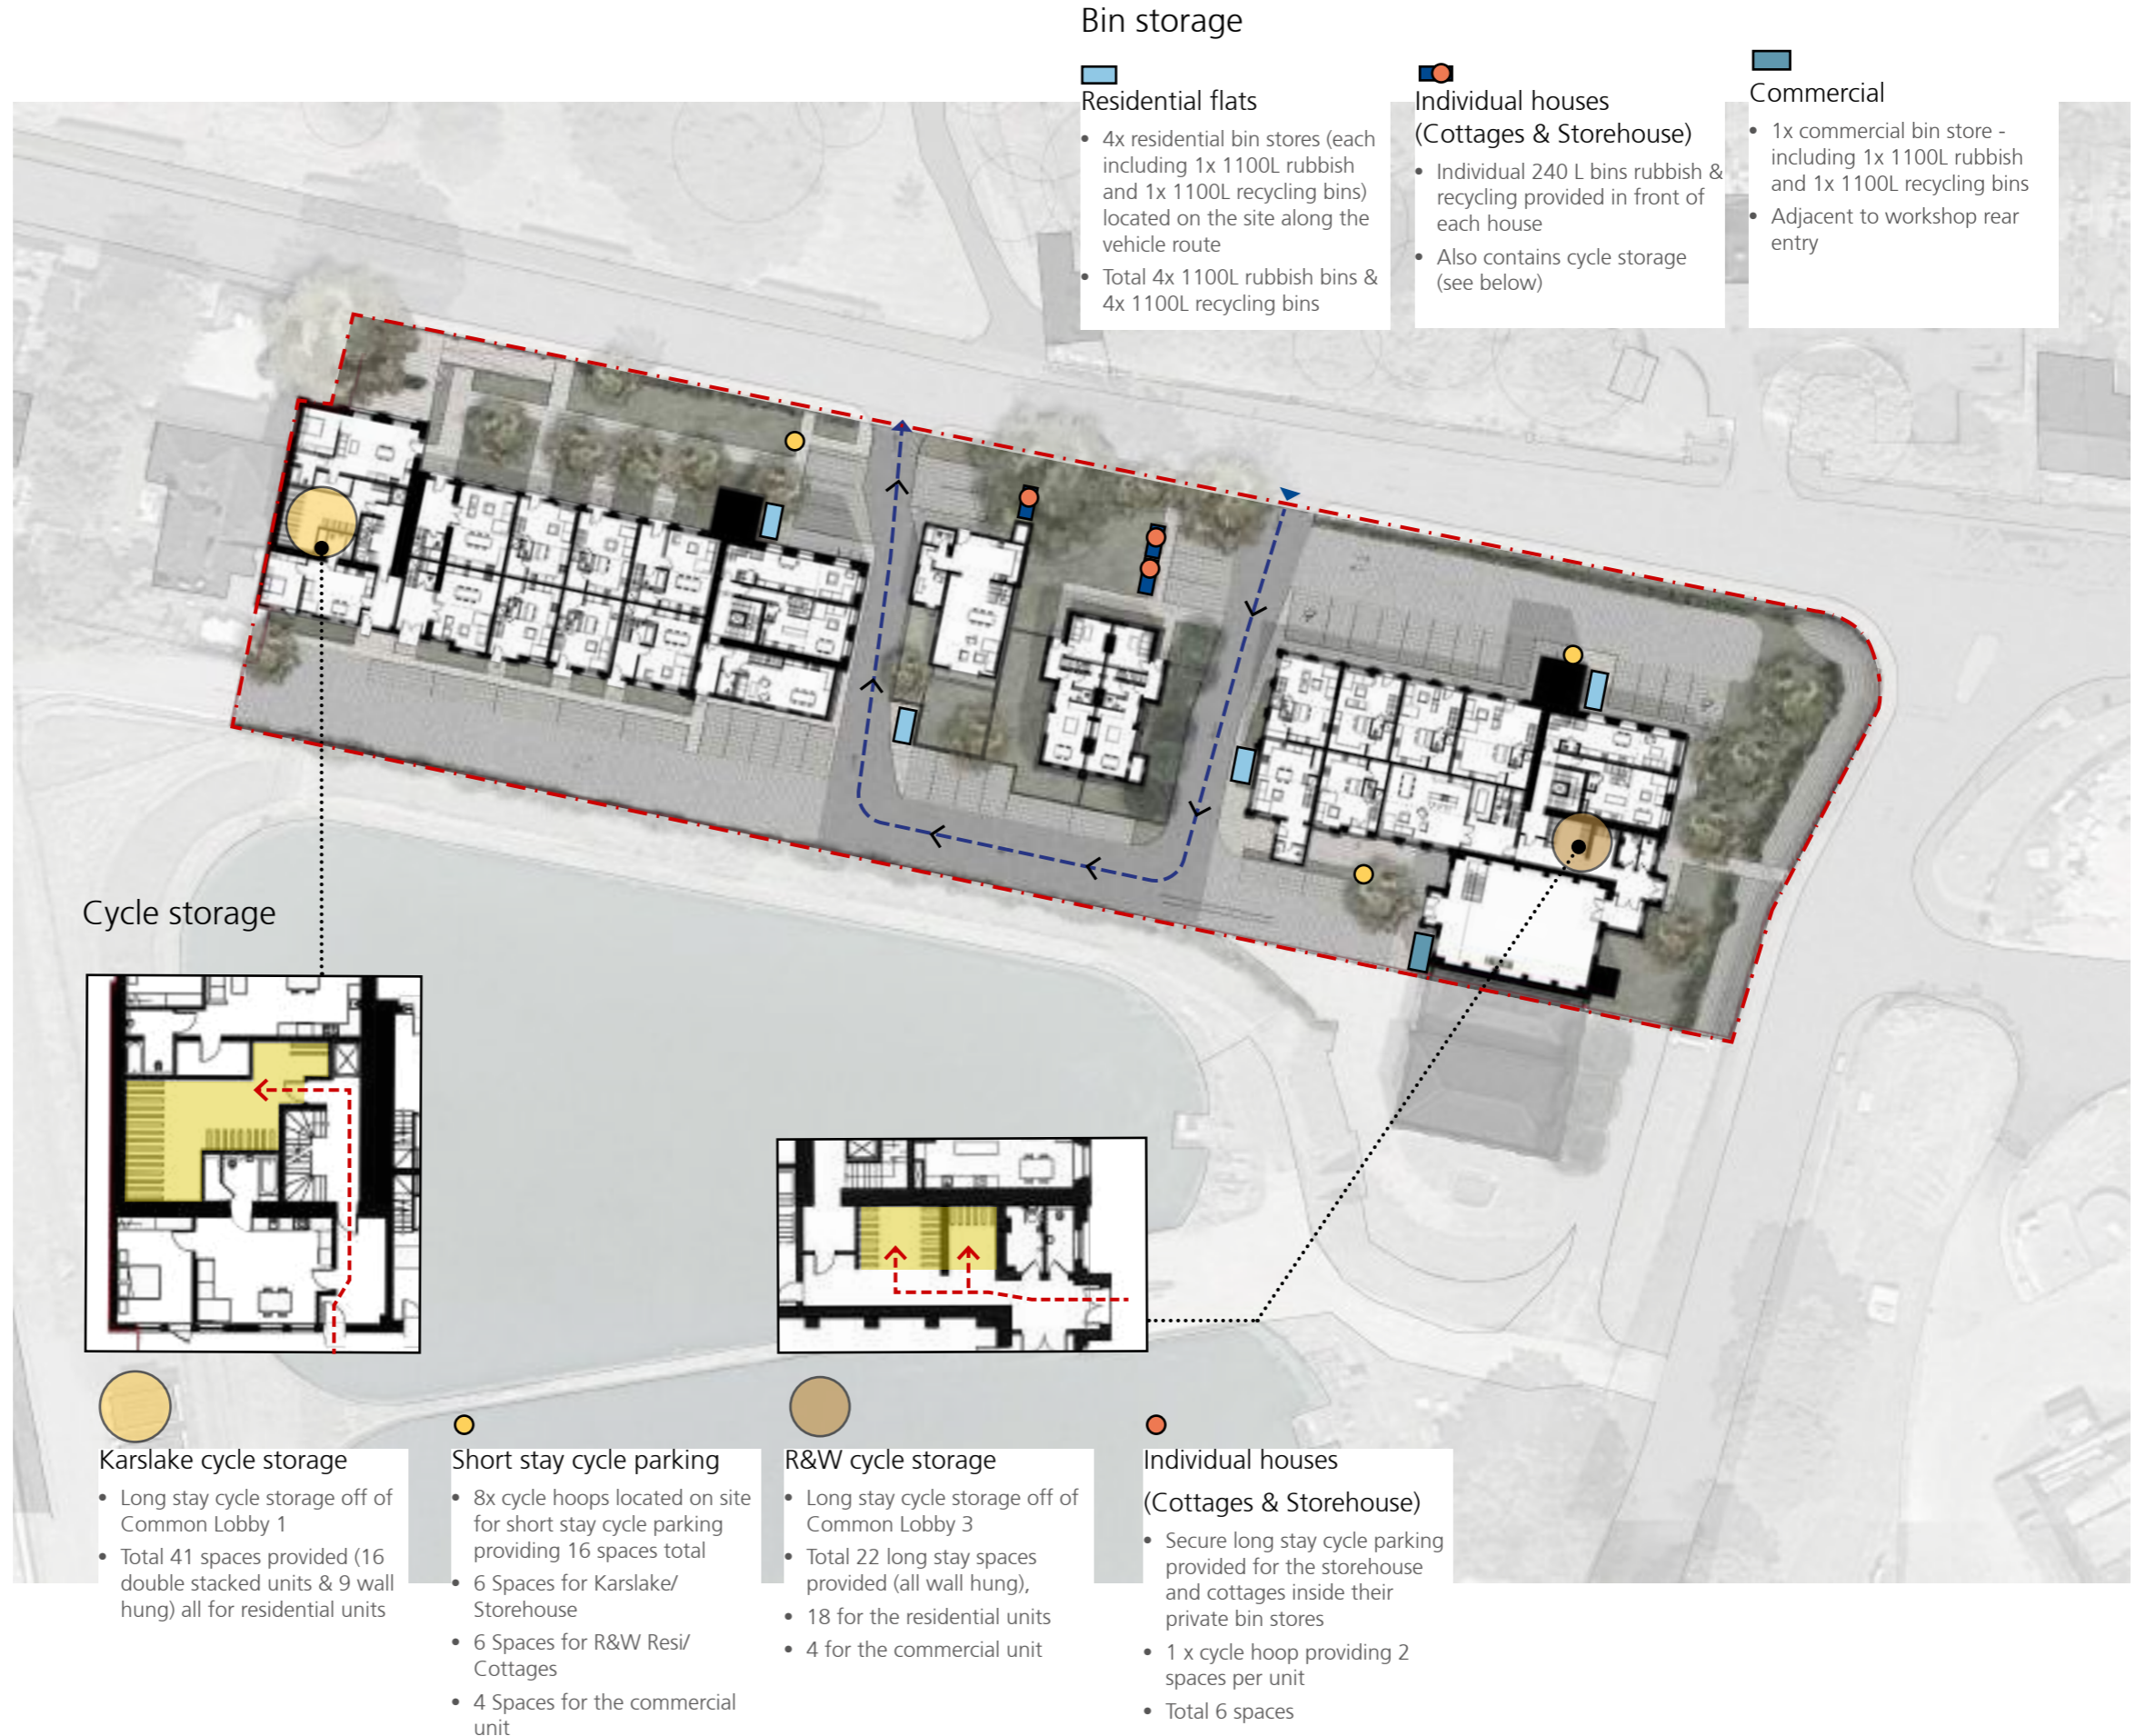 Bin storage
Residential flats
• 4x residential bin stores (each
including 1x 1100L rubbish
and 1x 1100L recycling bins)
located on the site along the
vehicle route
• Total 4x 1100L rubbish bins &
4x 1100L recycling bins
Individual houses
(Cottages & Storehouse)
• Individual 240 L bins rubbish &
recycling provided in front of
each house
• Also contains cycle storage
(see below)
Commercial
• 1x commercial bin store -
including 1x 1100L rubbish
and 1x 1100L recycling bins
• Adjacent to workshop rear
entry
Cycle storage
Karslake cycle storage
• Long stay cycle storage off of
Common Lobby 1
• Total 41 spaces provided (16
double stacked units & 9 wall
hung) all for residential units
Short stay cycle parking
• 8x cycle hoops located on site
for short stay cycle parking
providing 16 spaces total
• 6 Spaces for Karslake/
Storehouse
• 6 Spaces for R&W Resi/
Cottages
• 4 Spaces for the commercial
unit
R&W cycle storage
• Long stay cycle storage off of
Common Lobby 3
• Total 22 long stay spaces
provided (all wall hung),
• 18 for the residential units
• 4 for the commercial unit
Individual houses
(Cottages & Storehouse)
• Secure long stay cycle parking
provided for the storehouse
and cottages inside their
private bin stores
• 1 x cycle hoop providing 2
spaces per unit
• Total 6 spaces